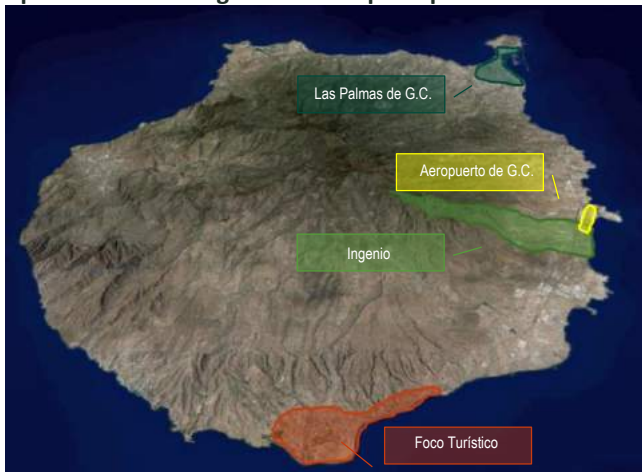 Las Palmas de G.C.
Aeropuerto de G.C.
Ingenio
Foco Turístico